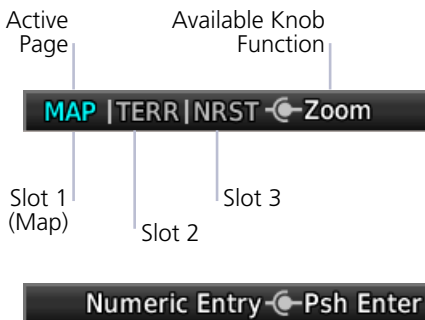 Active
Page
Available Knob
Function
MAP |TERR|NRST Zoom
Slot 1
(Map)
Slot 2
Slot 3
Numeric Entry Psh Enter